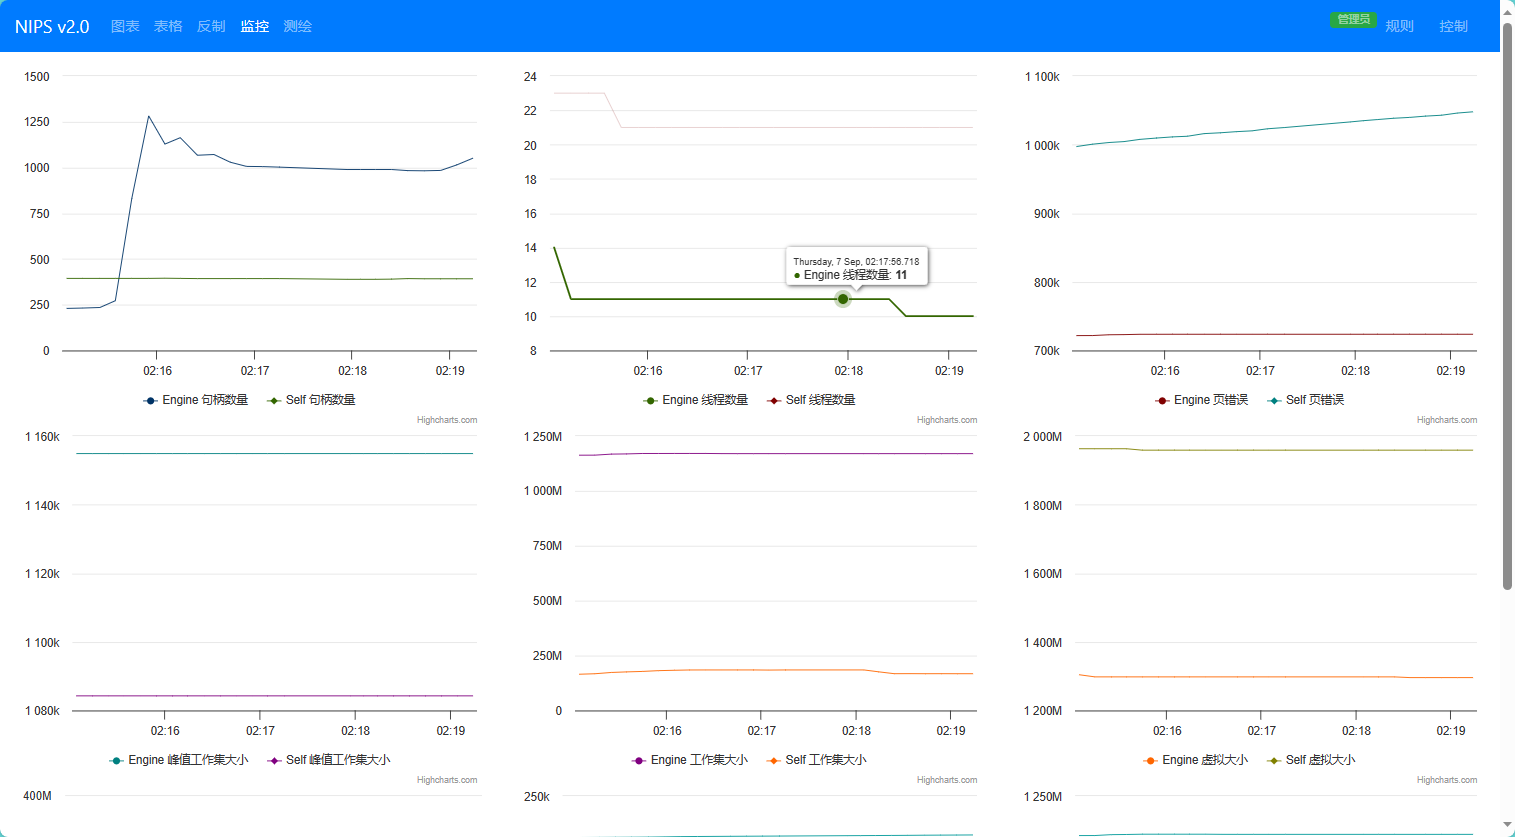 NIPS v2.0 图表 表格 反制 监控 测绘 管理员 规则 控制
1500
1250
1000
750
500
250
0
02:16 02:17 02:18 02:19
Engine 句柄数量 Self 句柄数量
Highcharts.com
24
22
20
18
16
14
12
10
8
Thursday, 7 Sep, 02:17:56.718
● Engine 线程数量: 11
02:16 02:17 02:18 02:19
Engine 线程数量 Self 线程数量
Highcharts.com
1 100k
1 000k
900k
800k
700k
02:16 02:17 02:18 02:19
Engine 页错误 Self 页错误
Highcharts.com
1 160k
1 140k
1 120k
1 100k
1 080k
02:16 02:17 02:18 02:19
Engine 峰值工作集大小 Self 峰值工作集大小
Highcharts.com
1 250M
1 000M
750M
500M
250M
0
02:16 02:17 02:18 02:19
Engine 工作集大小 Self 工作集大小
Highcharts.com
2 000M
1 800M
1 600M
1 400M
1 200M
02:16 02:17 02:18 02:19
Engine 虚拟大小 Self 虚拟大小
Highcharts.com
400M
250k
1 250M